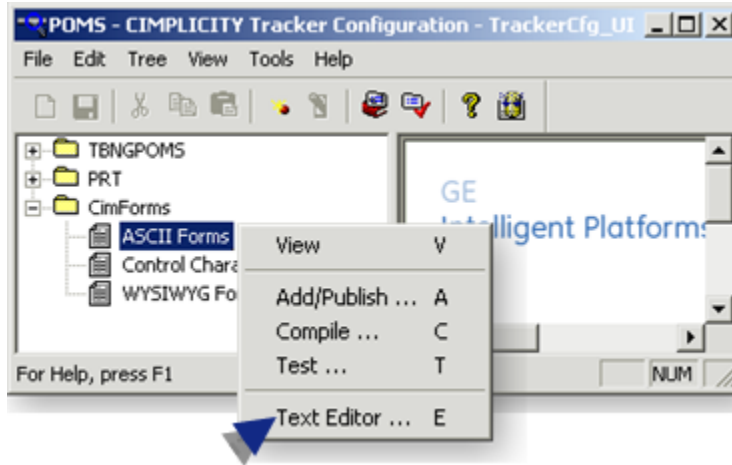 POMS - CIMPLICITY Tracker Configuration - TrackerCfg_UI
File Edit Tree View Tools Help
TBNGPOMS
PRT
CimForms
ASCII Forms
Control Chara
WYSIWYG Fo
GE
Intelligent Platforms
View V
Add/Publish ... A
Compile ... C
Test ... T
Text Editor ... E
For Help, press F1
NUM